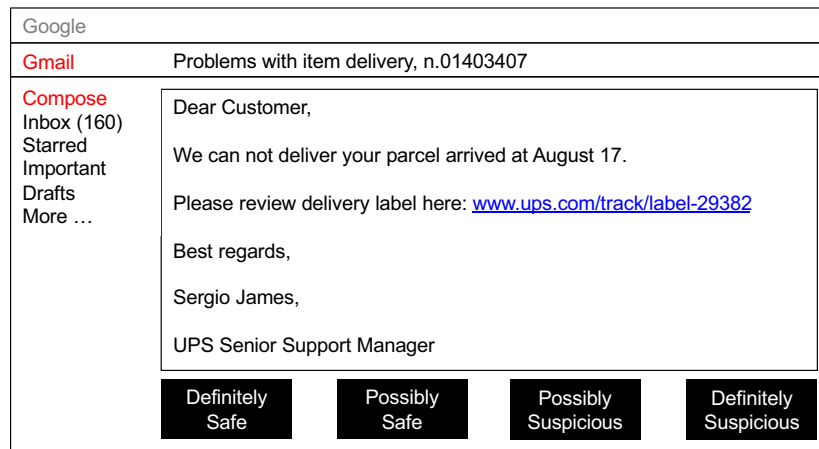 Google
Gmail
Problems with item delivery, n.01403407
Compose
Inbox (160)
Starred
Important
Drafts
More …
Dear Customer,
We can not deliver your parcel arrived at August 17.
Please review delivery label here: www.ups.com/track/label-29382
Best regards,
Sergio James,
UPS Senior Support Manager
Definitely
Safe
Possibly
Safe
Possibly
Suspicious
Definitely
Suspicious